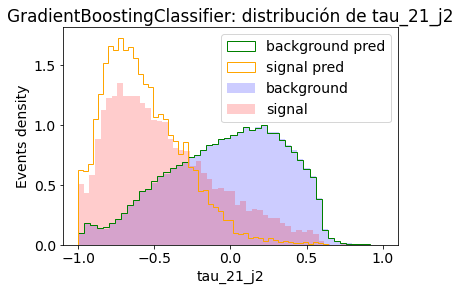 GradientBoostingClassifier: distribución de tau_21_j2
background pred
signal pred
background
signal
Events density
1.5
1.0
0.5
0.0
−1.0 −0.5 0.0 0.5 1.0
tau_21_j2